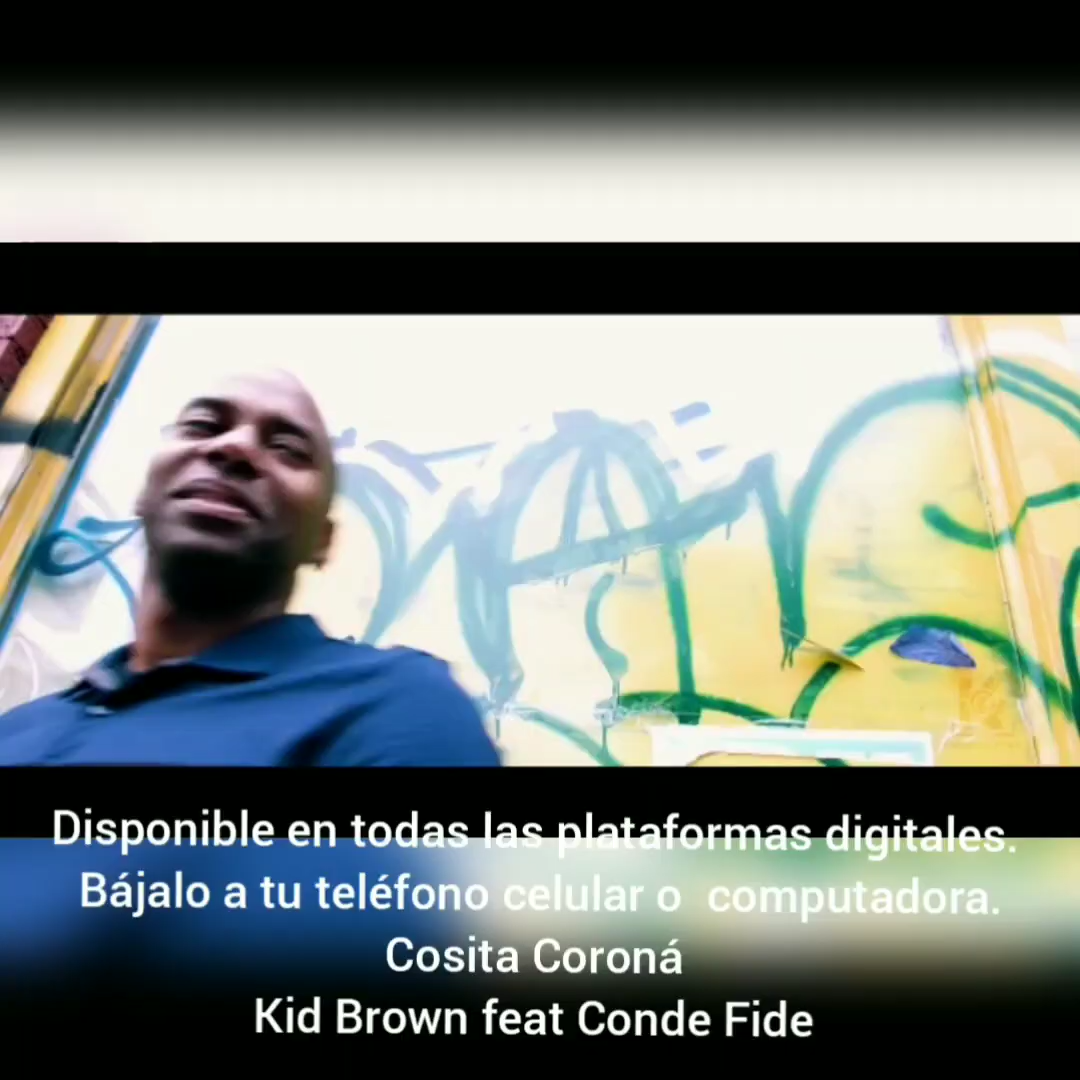 Disponible en todas las plataformas digitales.
Bájalo a tu teléfono celular o computadora.
Cosita Coroná
Kid Brown feat Conde Fide